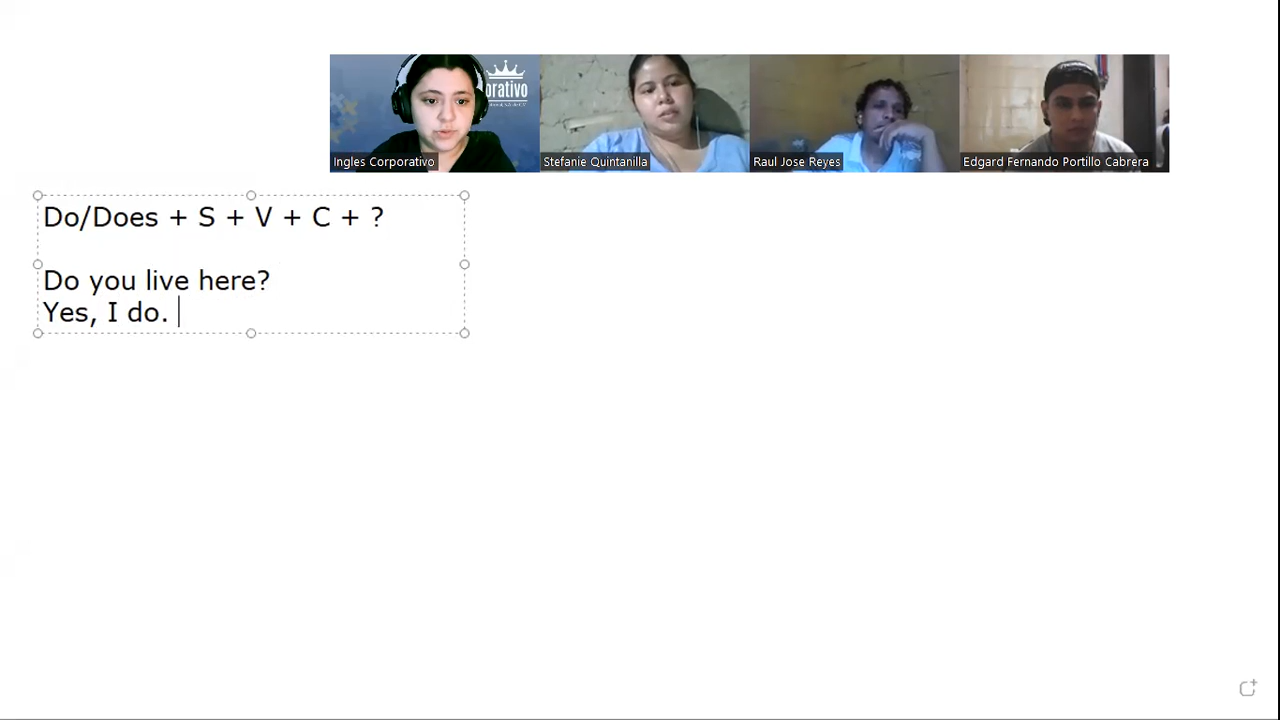 orativo
Ingles Corporativo
Stefanie Quintanilla
Raul Jose Reyes
Edgard Fernando Portillo Cabrera
Do/Does + S + V + C + ?
Do you live here?
Yes, I do.